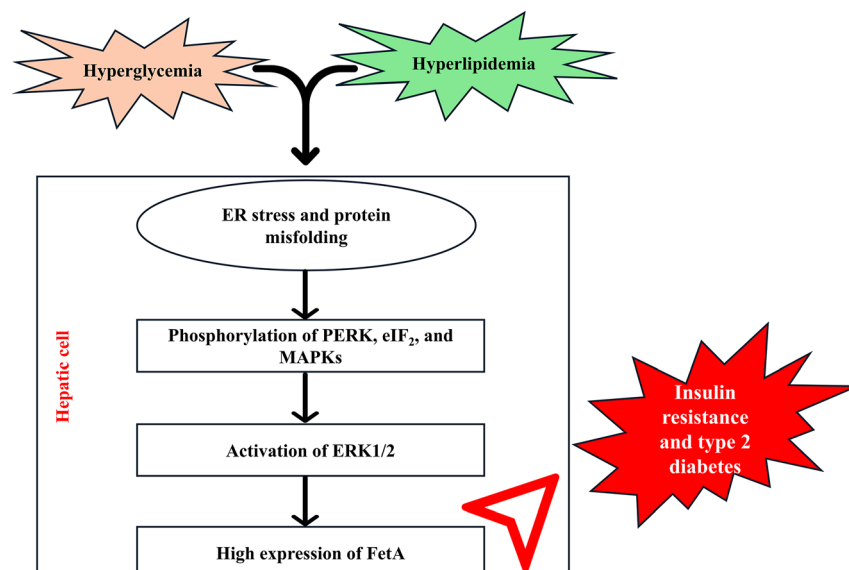 Hyperglycemia
Hyperlipidemia
ER stress and protein
misfolding
Phosphorylation of PERK, eIF₂, and
MAPKs
Hepatic cell
Activation of ERK1/2
High expression of FetA
Insulin
resistance
and type 2
diabetes